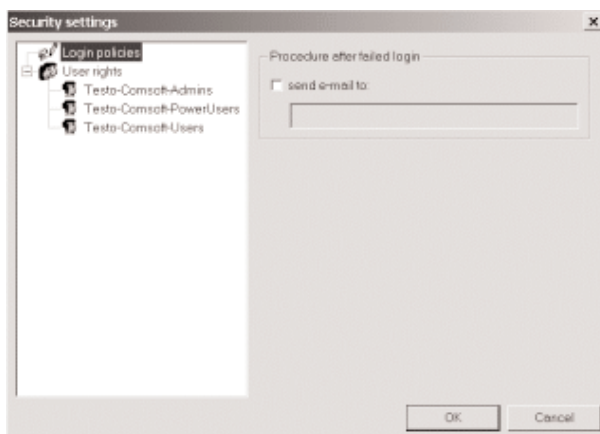 Security settings
Login policies
User rights
Testo-Comsoft-Admins
Testo-Comsoft-PowerUsers
Testo-Comsoft-Users
Procedure after failed login
send e-mail to:
OK
Cancel